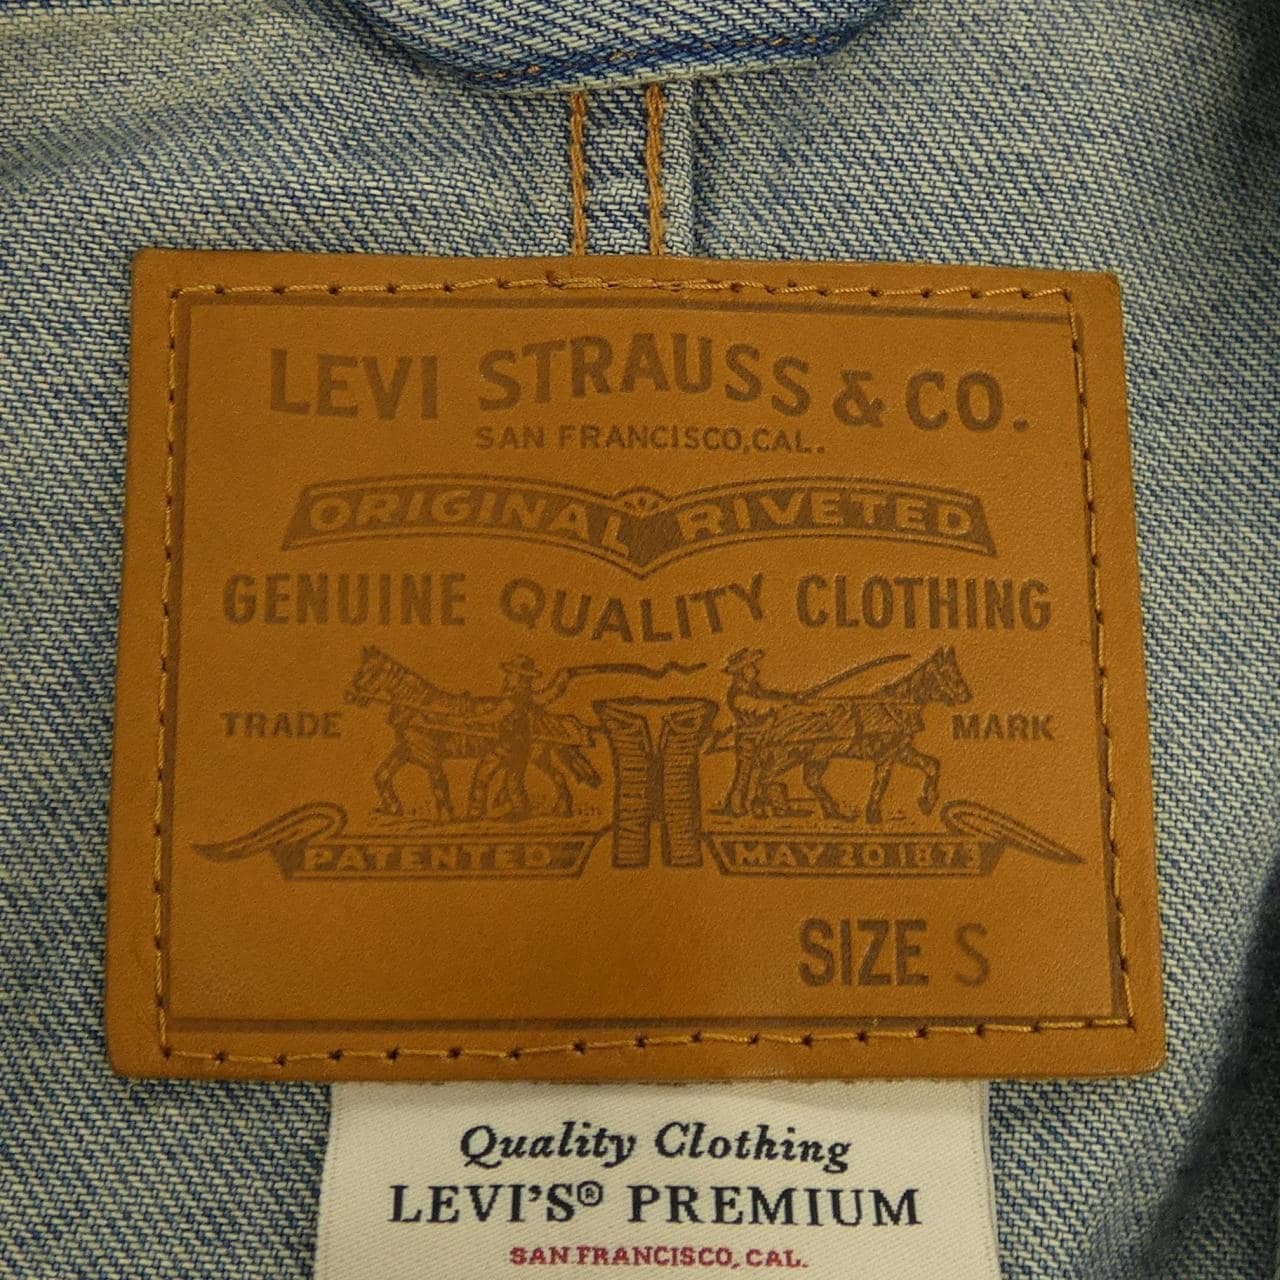 LEVI STRAUSS & CO.
SAN FRANCISCO, CAL.
ORIGINAL RIVETED
GENUINE QUALITY CLOTHING
TRADE MARK
PATENTED MAY 20 1873
SIZE S
Quality Clothing
LEVI'S® PREMIUM
SAN FRANCISCO, CAL.